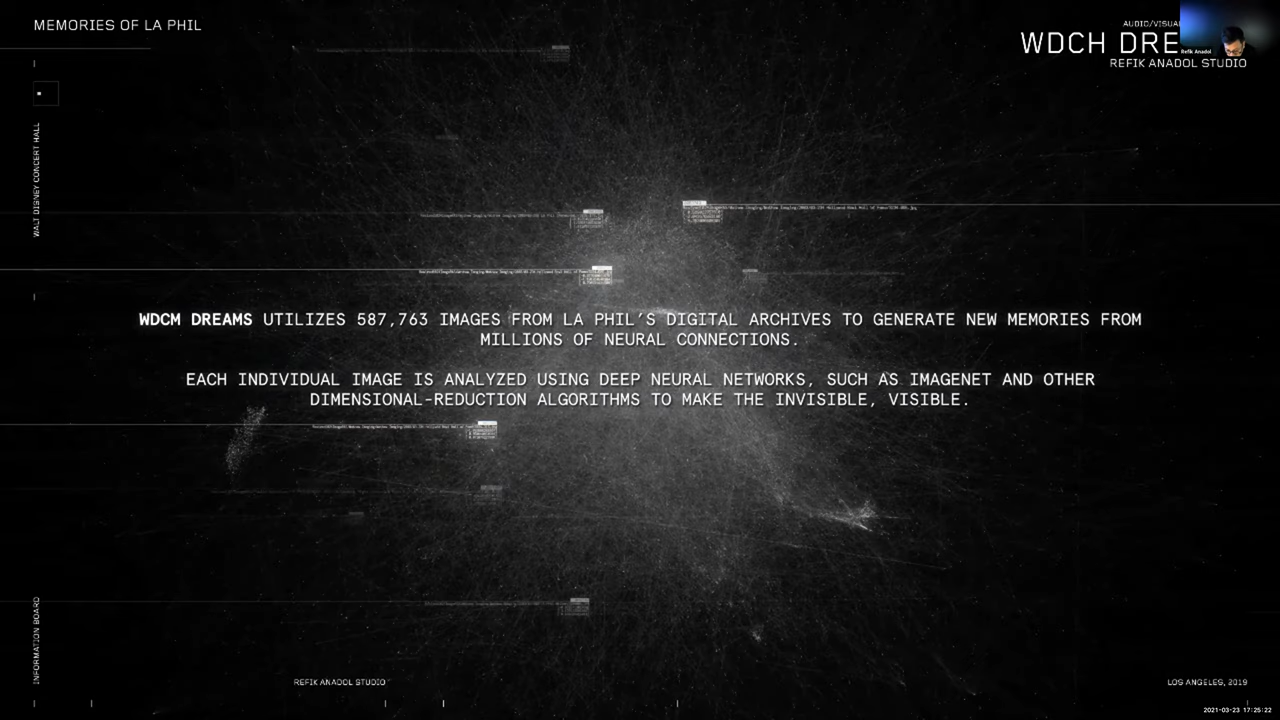 MEMORIES OF LA PHIL
AUDIO/VISUA
WDCH DRE
Refik Anadol
REFIK ANADOL STUDIO
WALT DISNEY CONCERT HALL
WDCM DREAMS UTILIZES 587,763 IMAGES FROM LA PHIL'S DIGITAL ARCHIVES TO GENERATE NEW MEMORIES FROM
MILLIONS OF NEURAL CONNECTIONS.
EACH INDIVIDUAL IMAGE IS ANALYZED USING DEEP NEURAL NETWORKS, SUCH AS IMAGENET AND OTHER
DIMENSIONAL-REDUCTION ALGORITHMS TO MAKE THE INVISIBLE, VISIBLE.
INFORMATION BOARD
REFIK ANADOL STUDIO
LOS ANGELES, 2019
2021-03-23 17:25:22